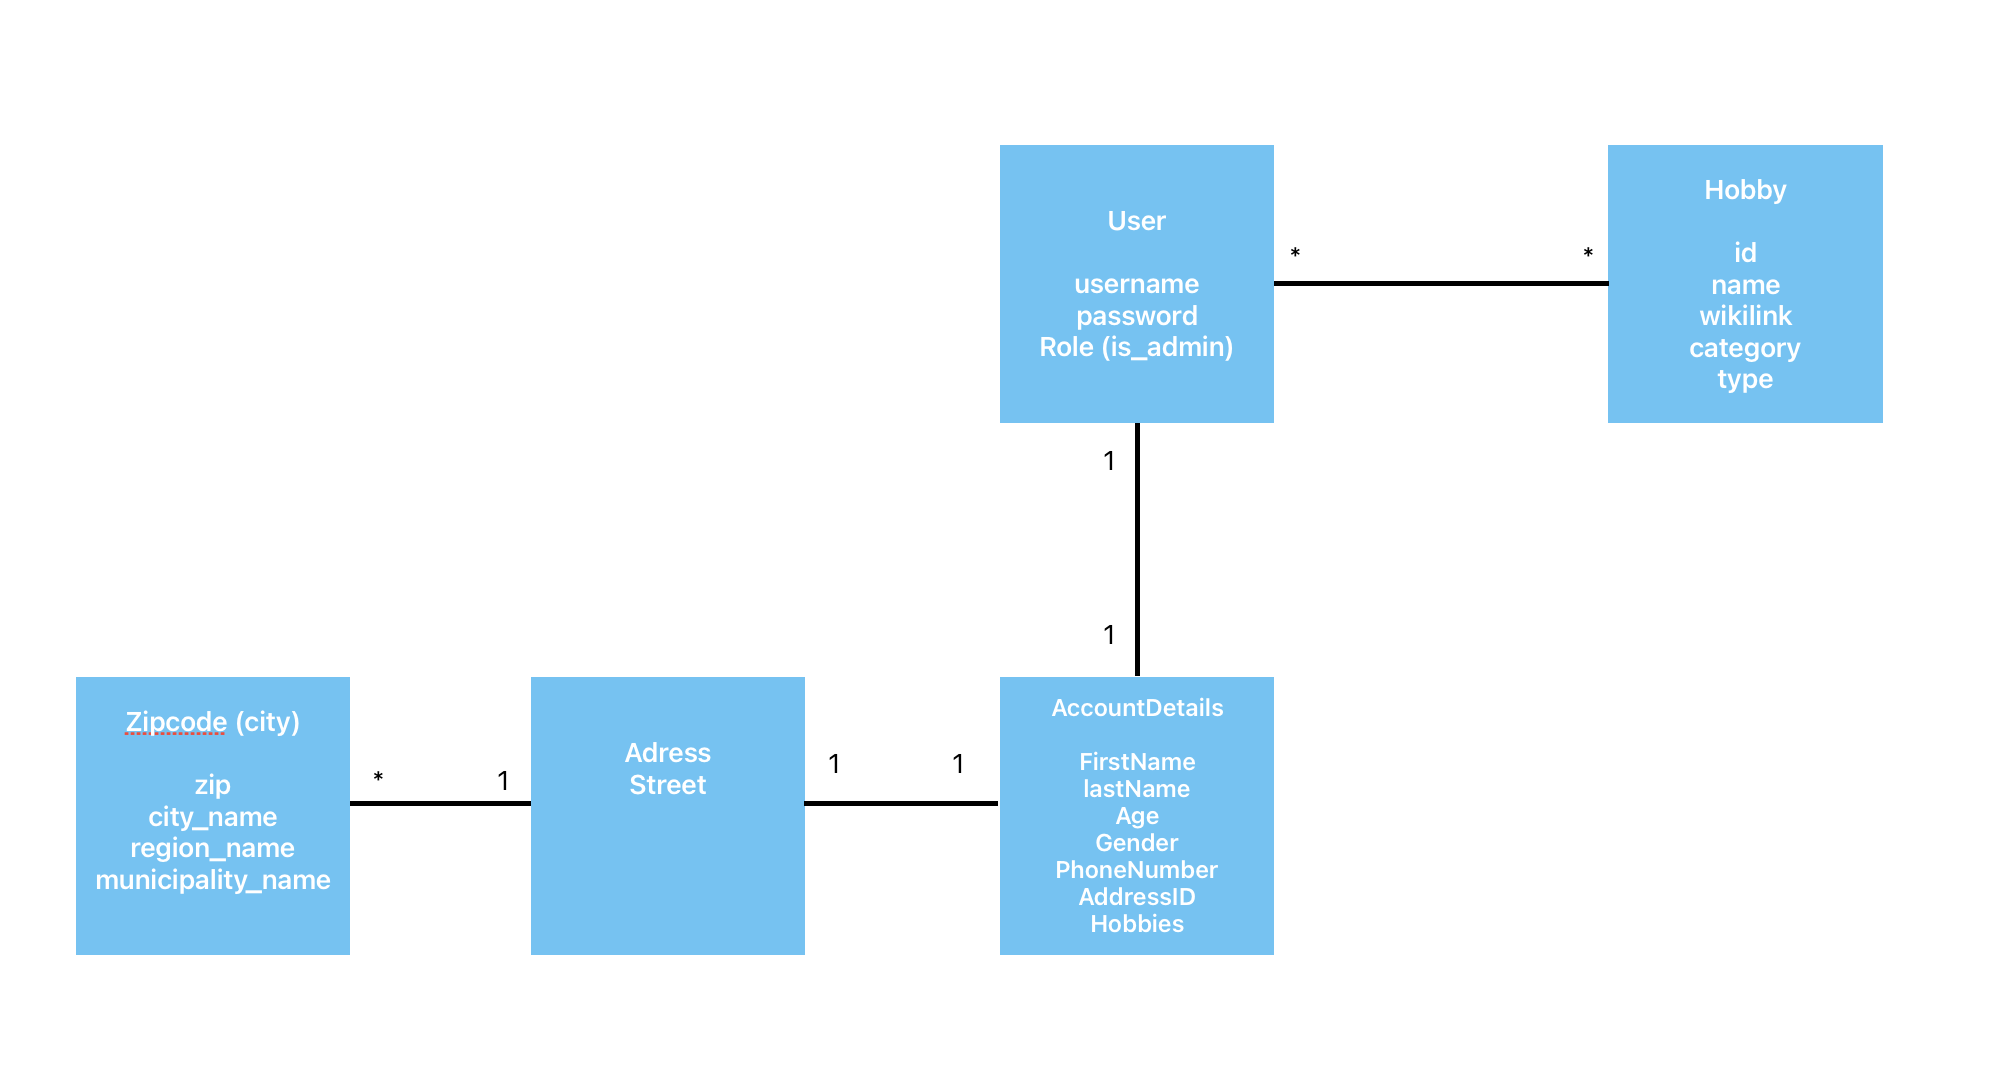 User
username
password
Role (is_admin)
*
*
Hobby
id
name
wikilink
category
type
1
1
Zipcode (city)
zip
city_name
region_name
municipality_name
*
1
Adress
Street
1
1
AccountDetails
FirstName
lastName
Age
Gender
PhoneNumber
AddressID
Hobbies